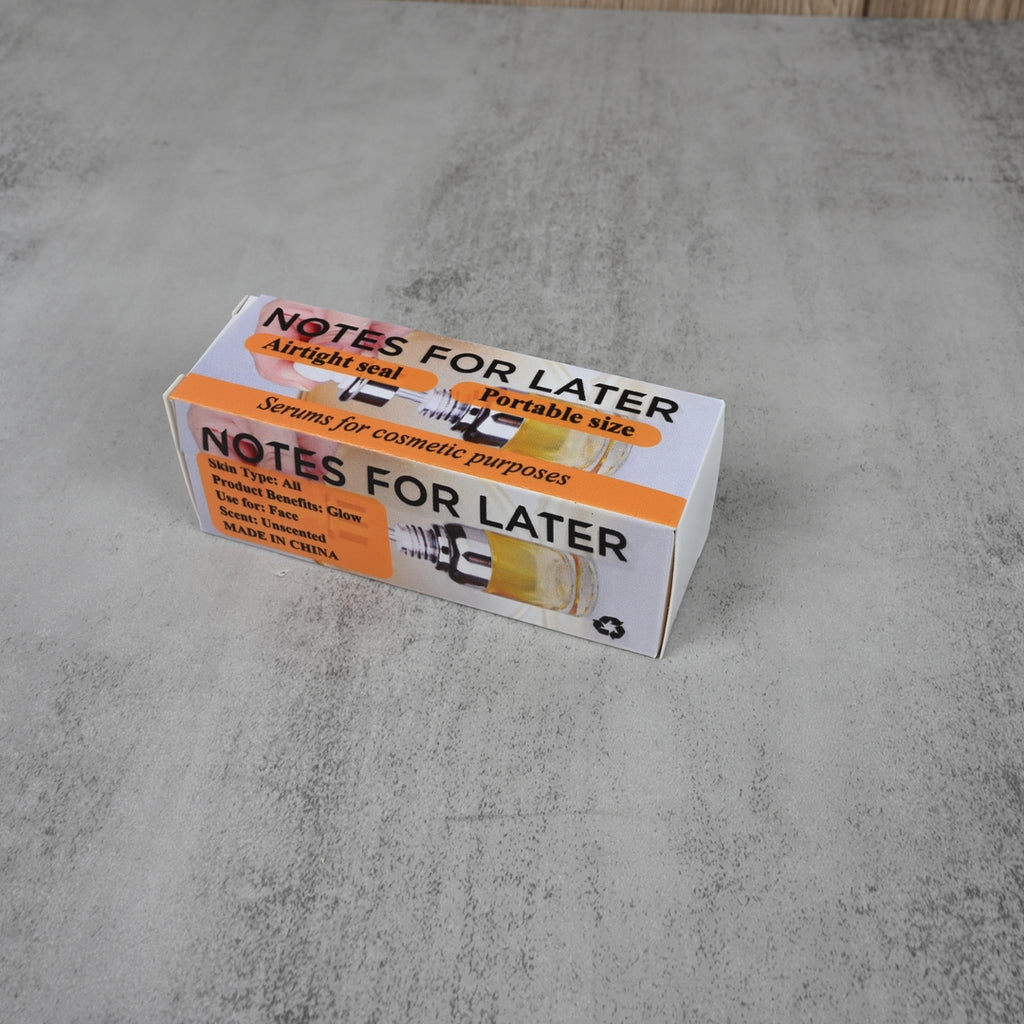 NOTES FOR LATER
Airtight seal
Portable size
Serums for cosmetic purposes
NOTES FOR LATER
Skin Type: All
Product Benefits: Glow
Use for: Face
Scent: Unscented
MADE IN CHINA